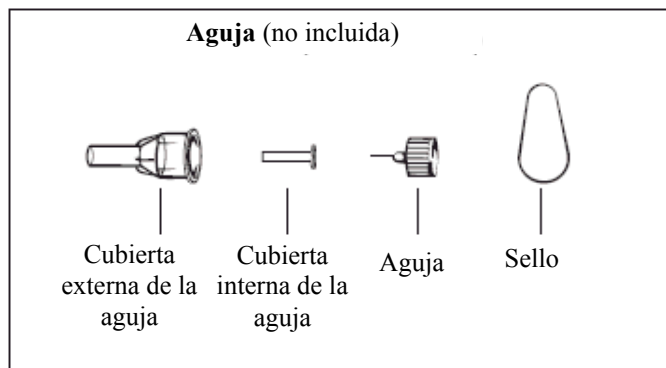 Aguja (no incluida)
Cubierta
externa de la
aguja
Cubierta
interna de la
aguja
Aguja
Sello